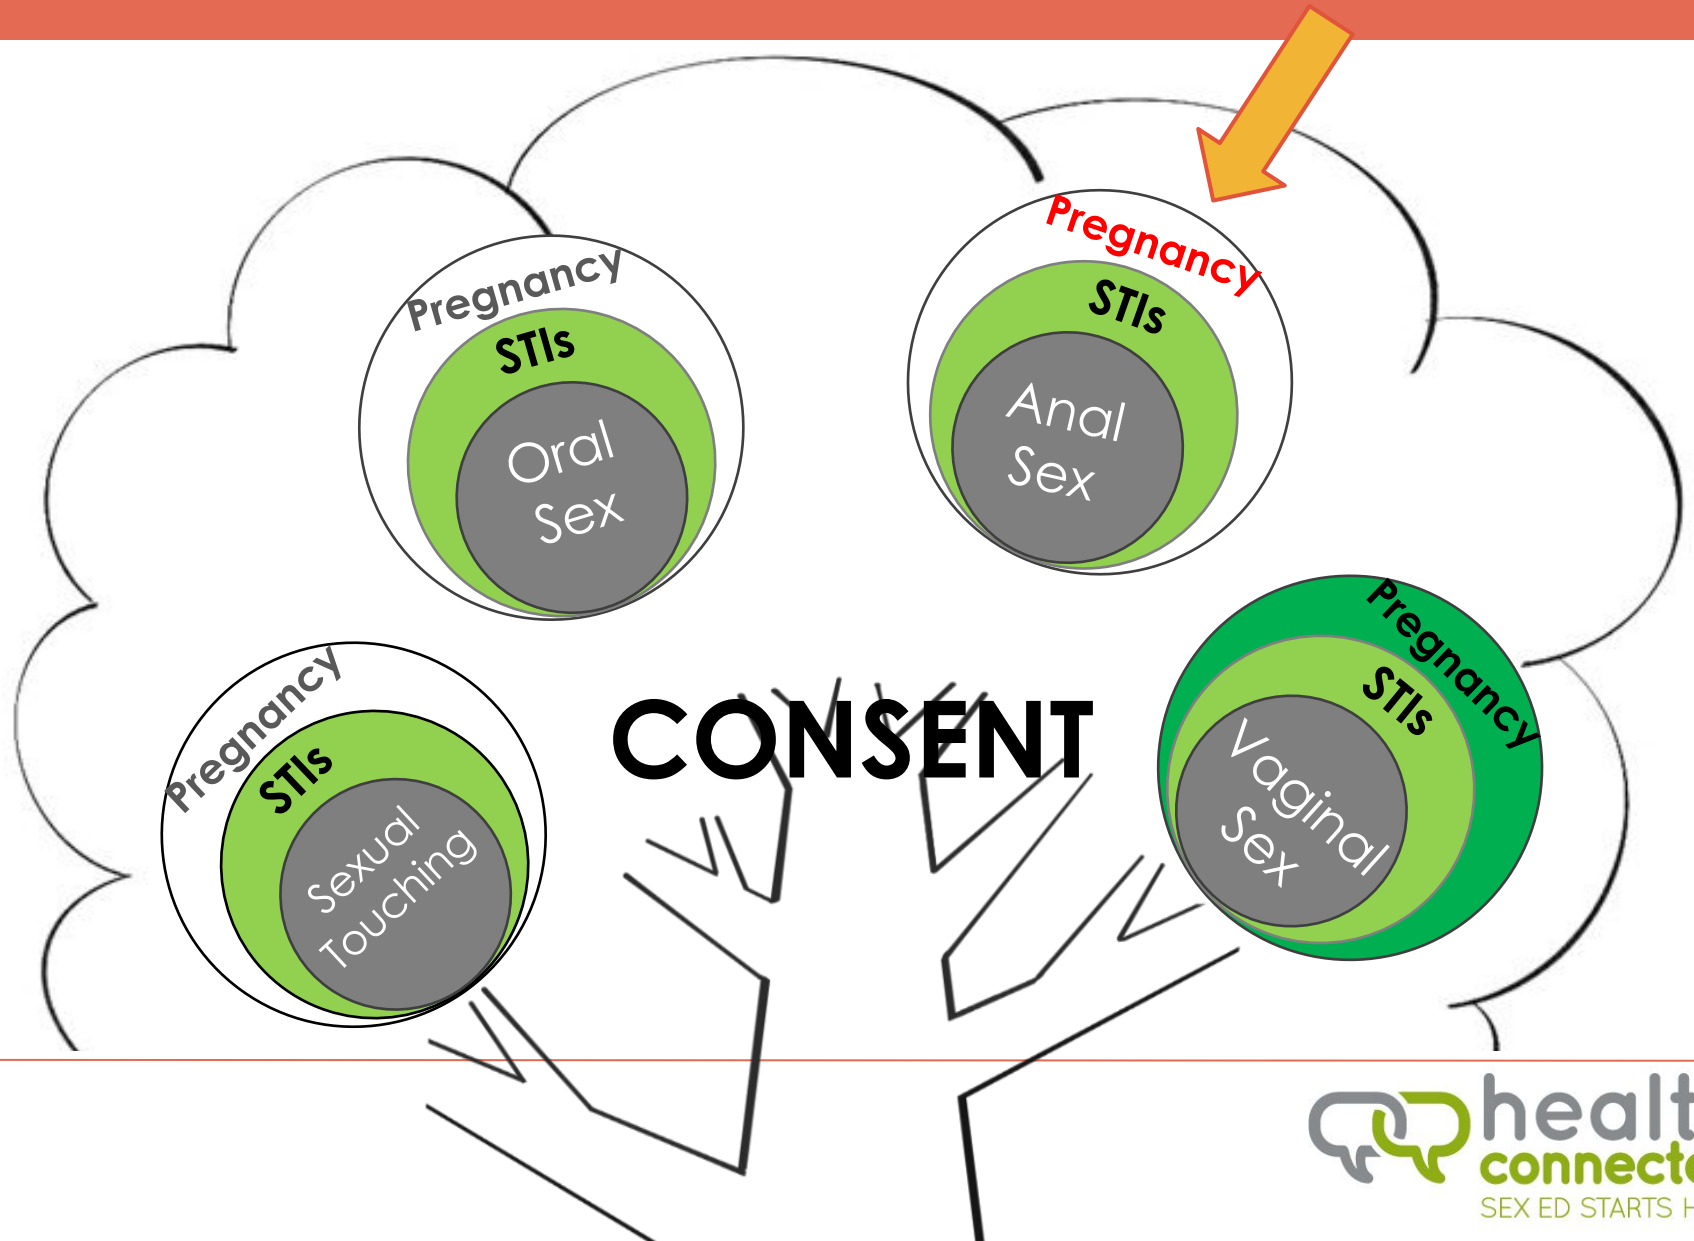 Pregnancy
STIs
Oral
Sex
Pregnancy
STIs
Anal
Sex
Pregnancy
STIs
Sexual
Touching
CONSENT
Pregnancy
STIs
Vaginal
Sex
healt
connecte
SEX ED STARTS H